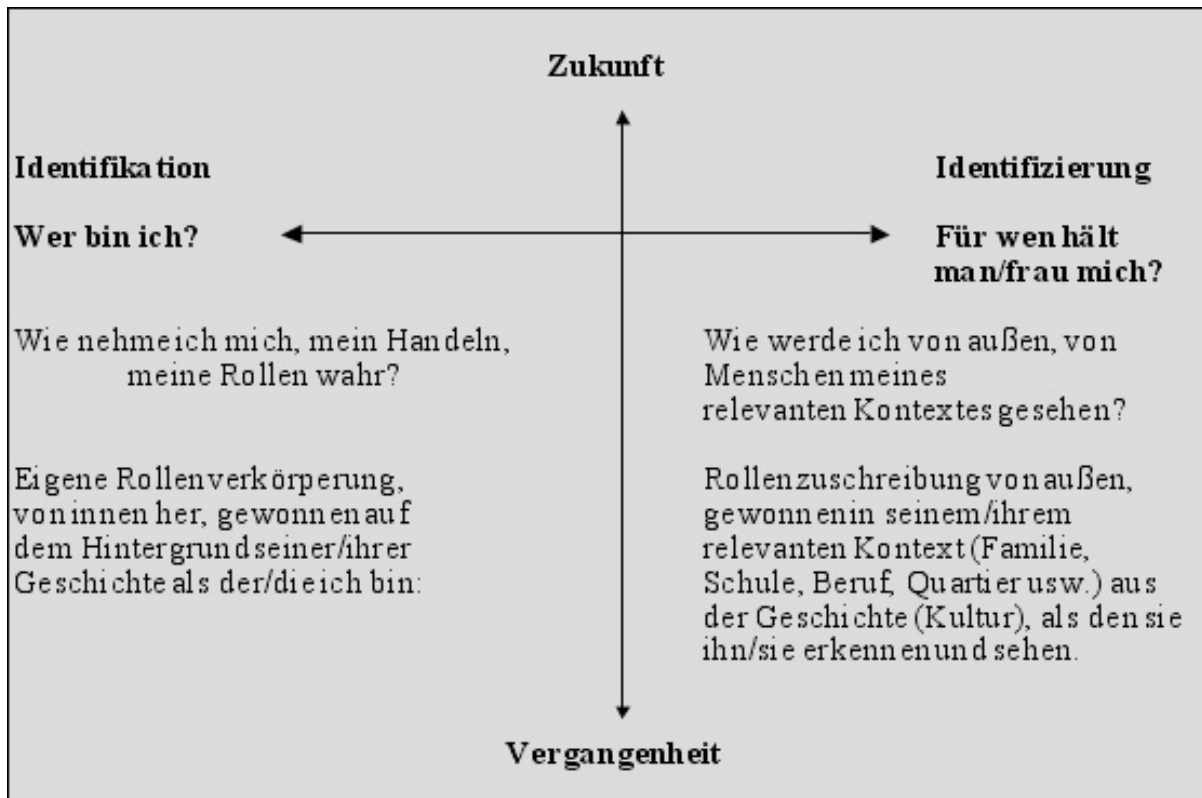 Zukunft
Identifikation
Identifizierung
Wer bin ich?
Für wen hält
man/frau mich?
Wie nehme ich mich, mein Handeln,
meine Rollen wahr?
Wie werde ich von außen, von
Menschen meines
relevanten Kontextes gesehen?
Eigene Rollenverkörperung,
von innen her, gewonnen auf
dem Hintergrund seiner/ihrer
Geschichte als der/die ich bin:
Rollenzuschreibung von außen,
gewonnen in seinem/ihrem
relevanten Kontext (Familie,
Schule, Beruf, Quartier usw.) aus
der Geschichte (Kultur), als den sie
ihn/sie erkennen und sehen.
Vergangenheit